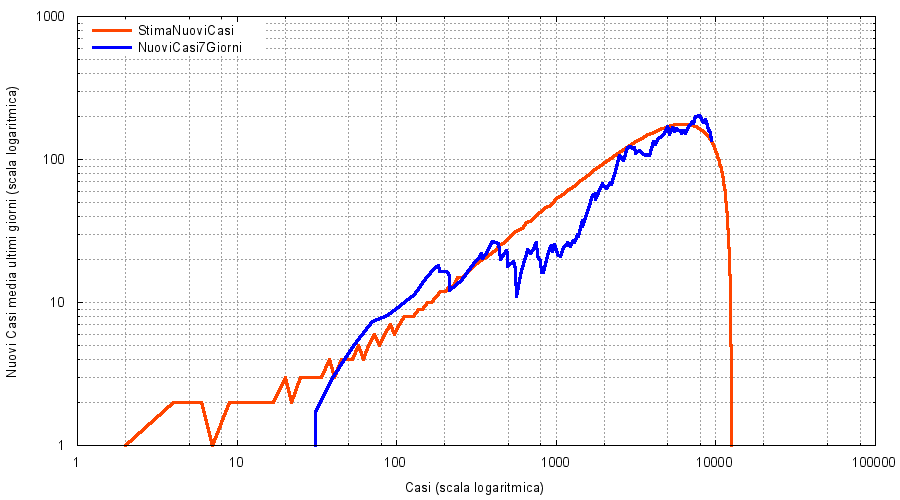 1000
100
10
1
StimaNuoviCasi
NuoviCasi7Giorni
Nuovi Casi media ultimi giorni (scala logaritmica)
1 10 100 1000 10000 100000
Casi (scala logaritmica)